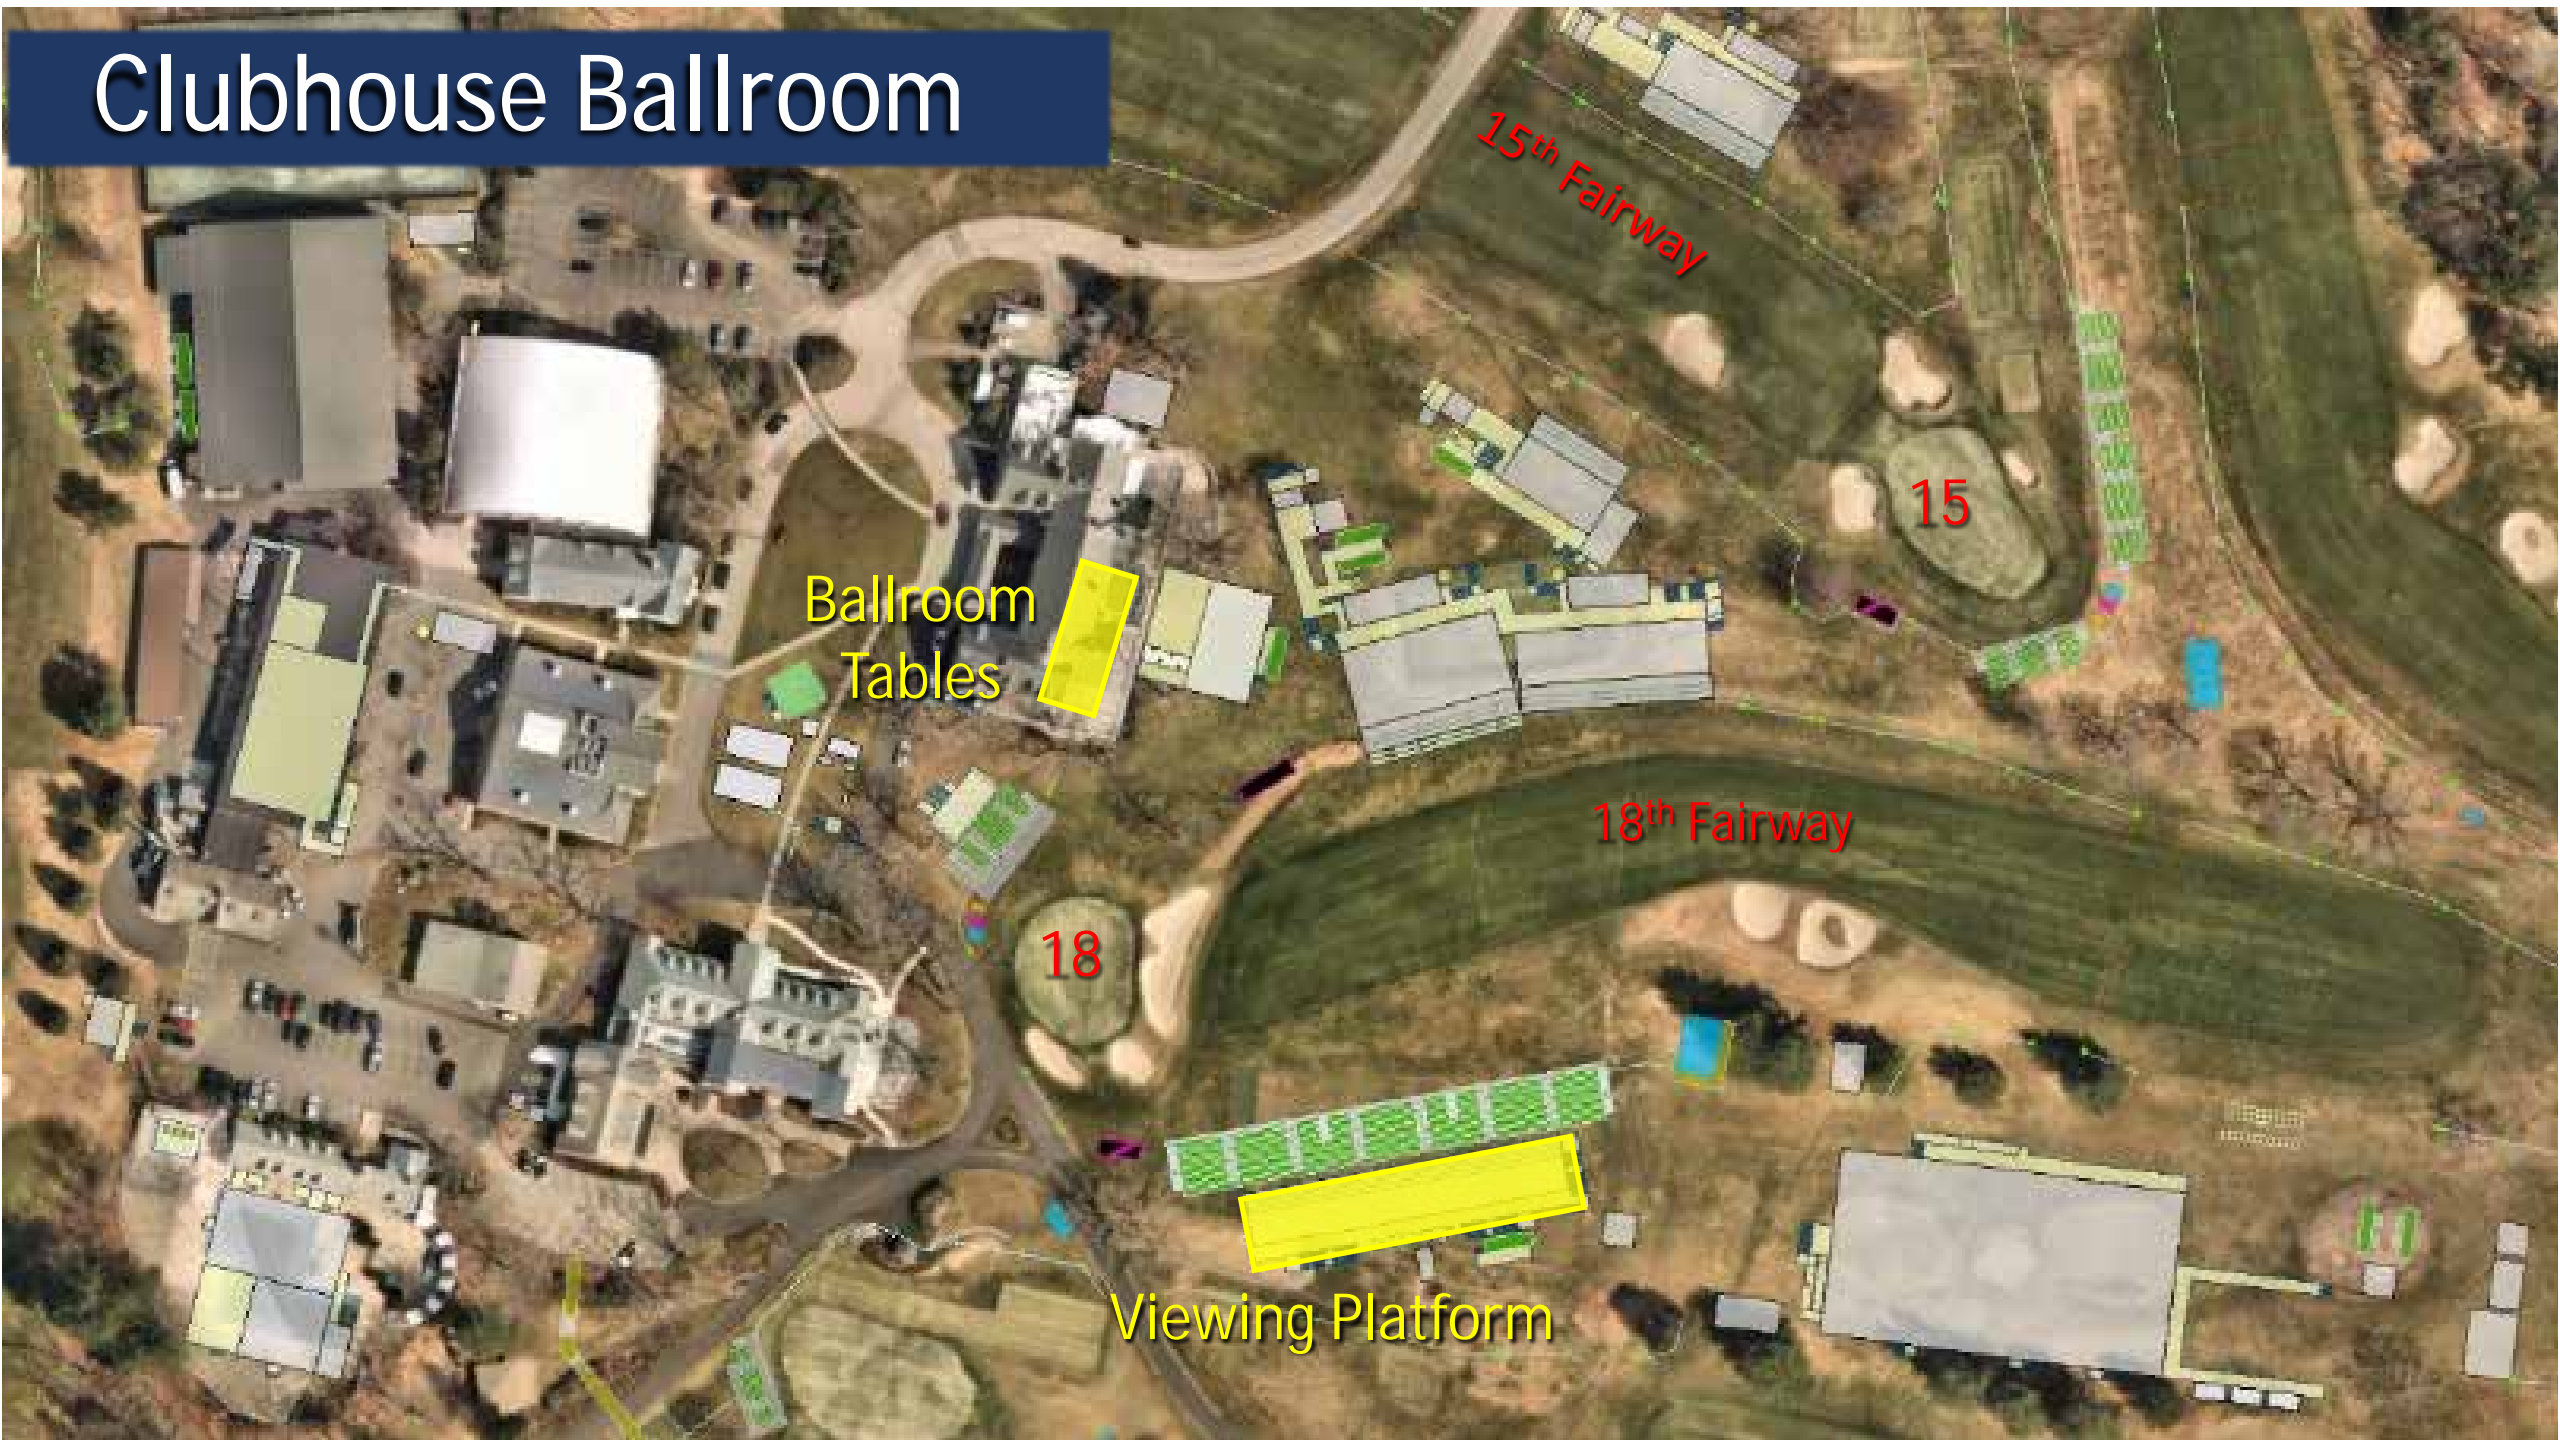 Clubhouse Ballroom
15th Fairway
15
Ballroom
Tables
18th Fairway
18
Viewing Platform